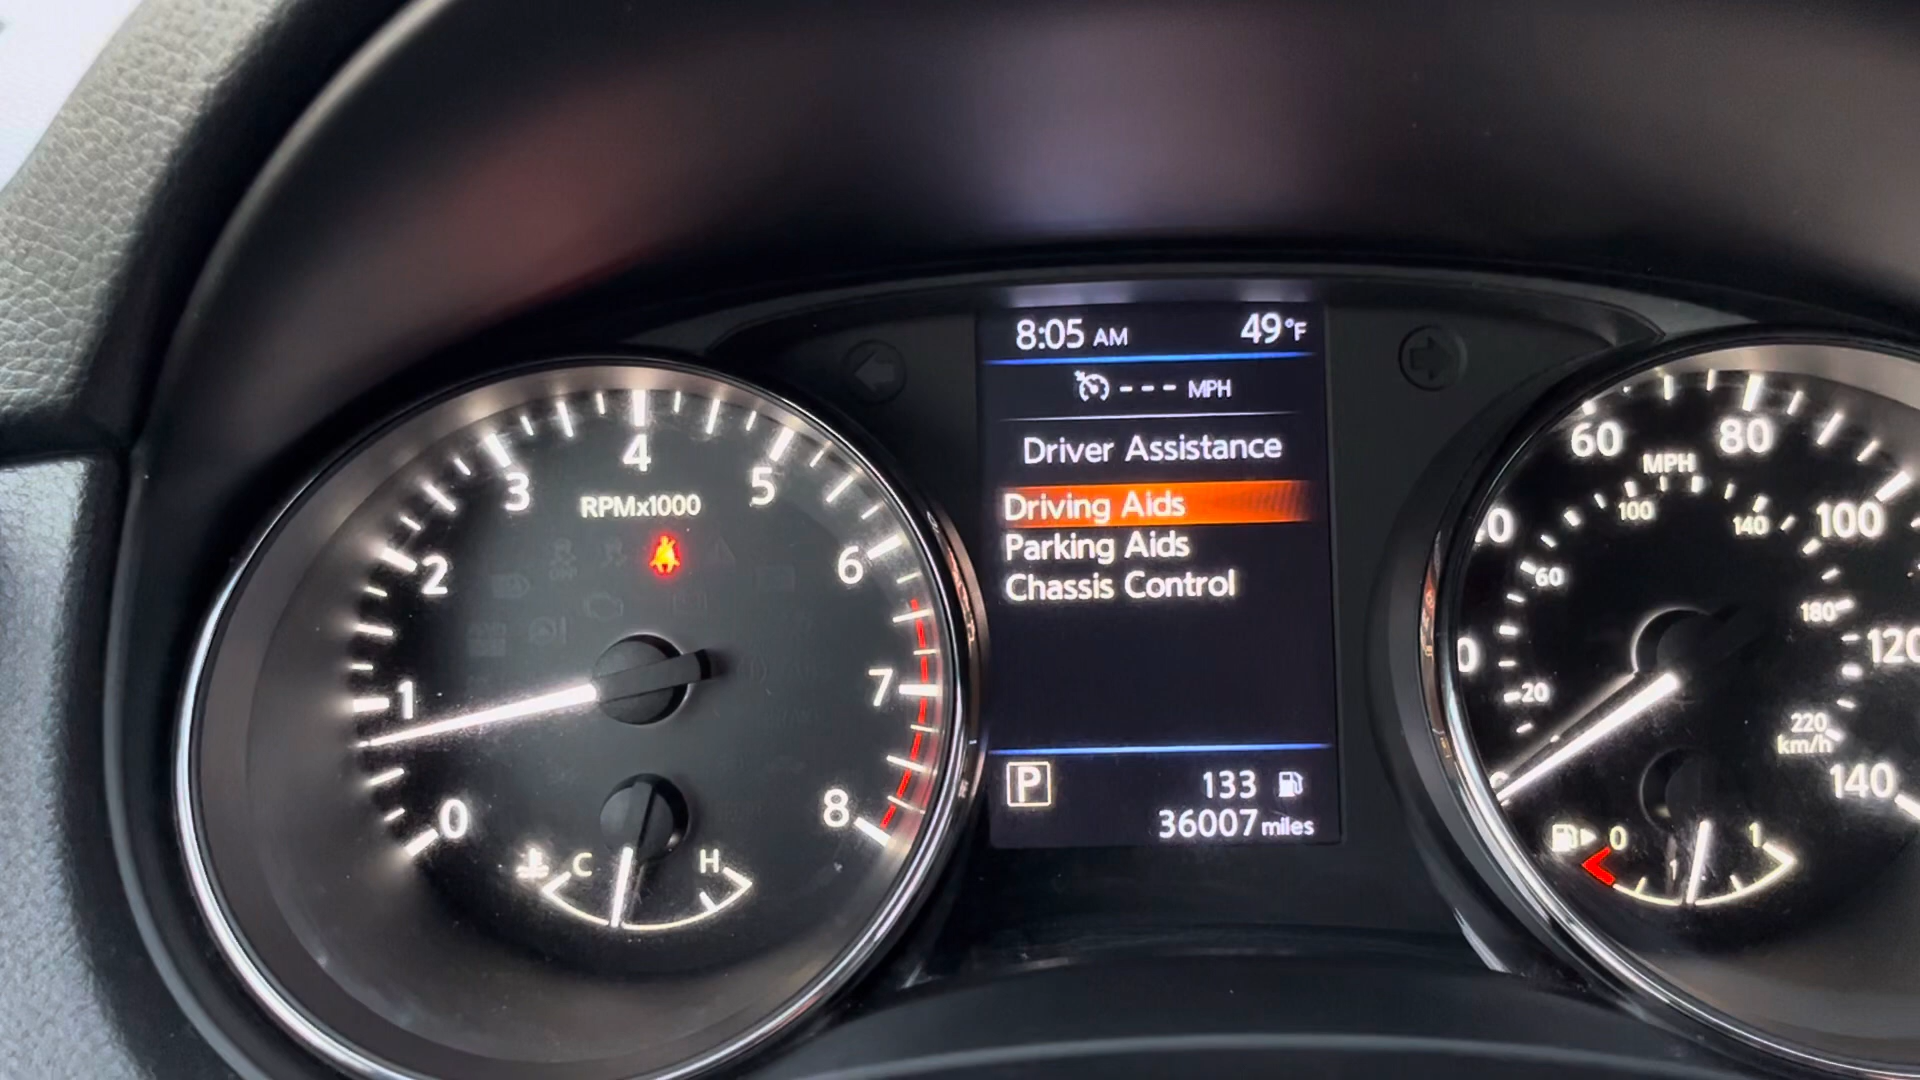 8:05 AM 49°F
--- MPH
Driver Assistance
Driving Aids
Parking Aids
Chassis Control
P 133
36007 miles
RPMx1000
0
1
2
3
4
5
6
7
8
C H
MPH
60
80
100
120
140
20
60
100
140
180
220
km/h
0 1